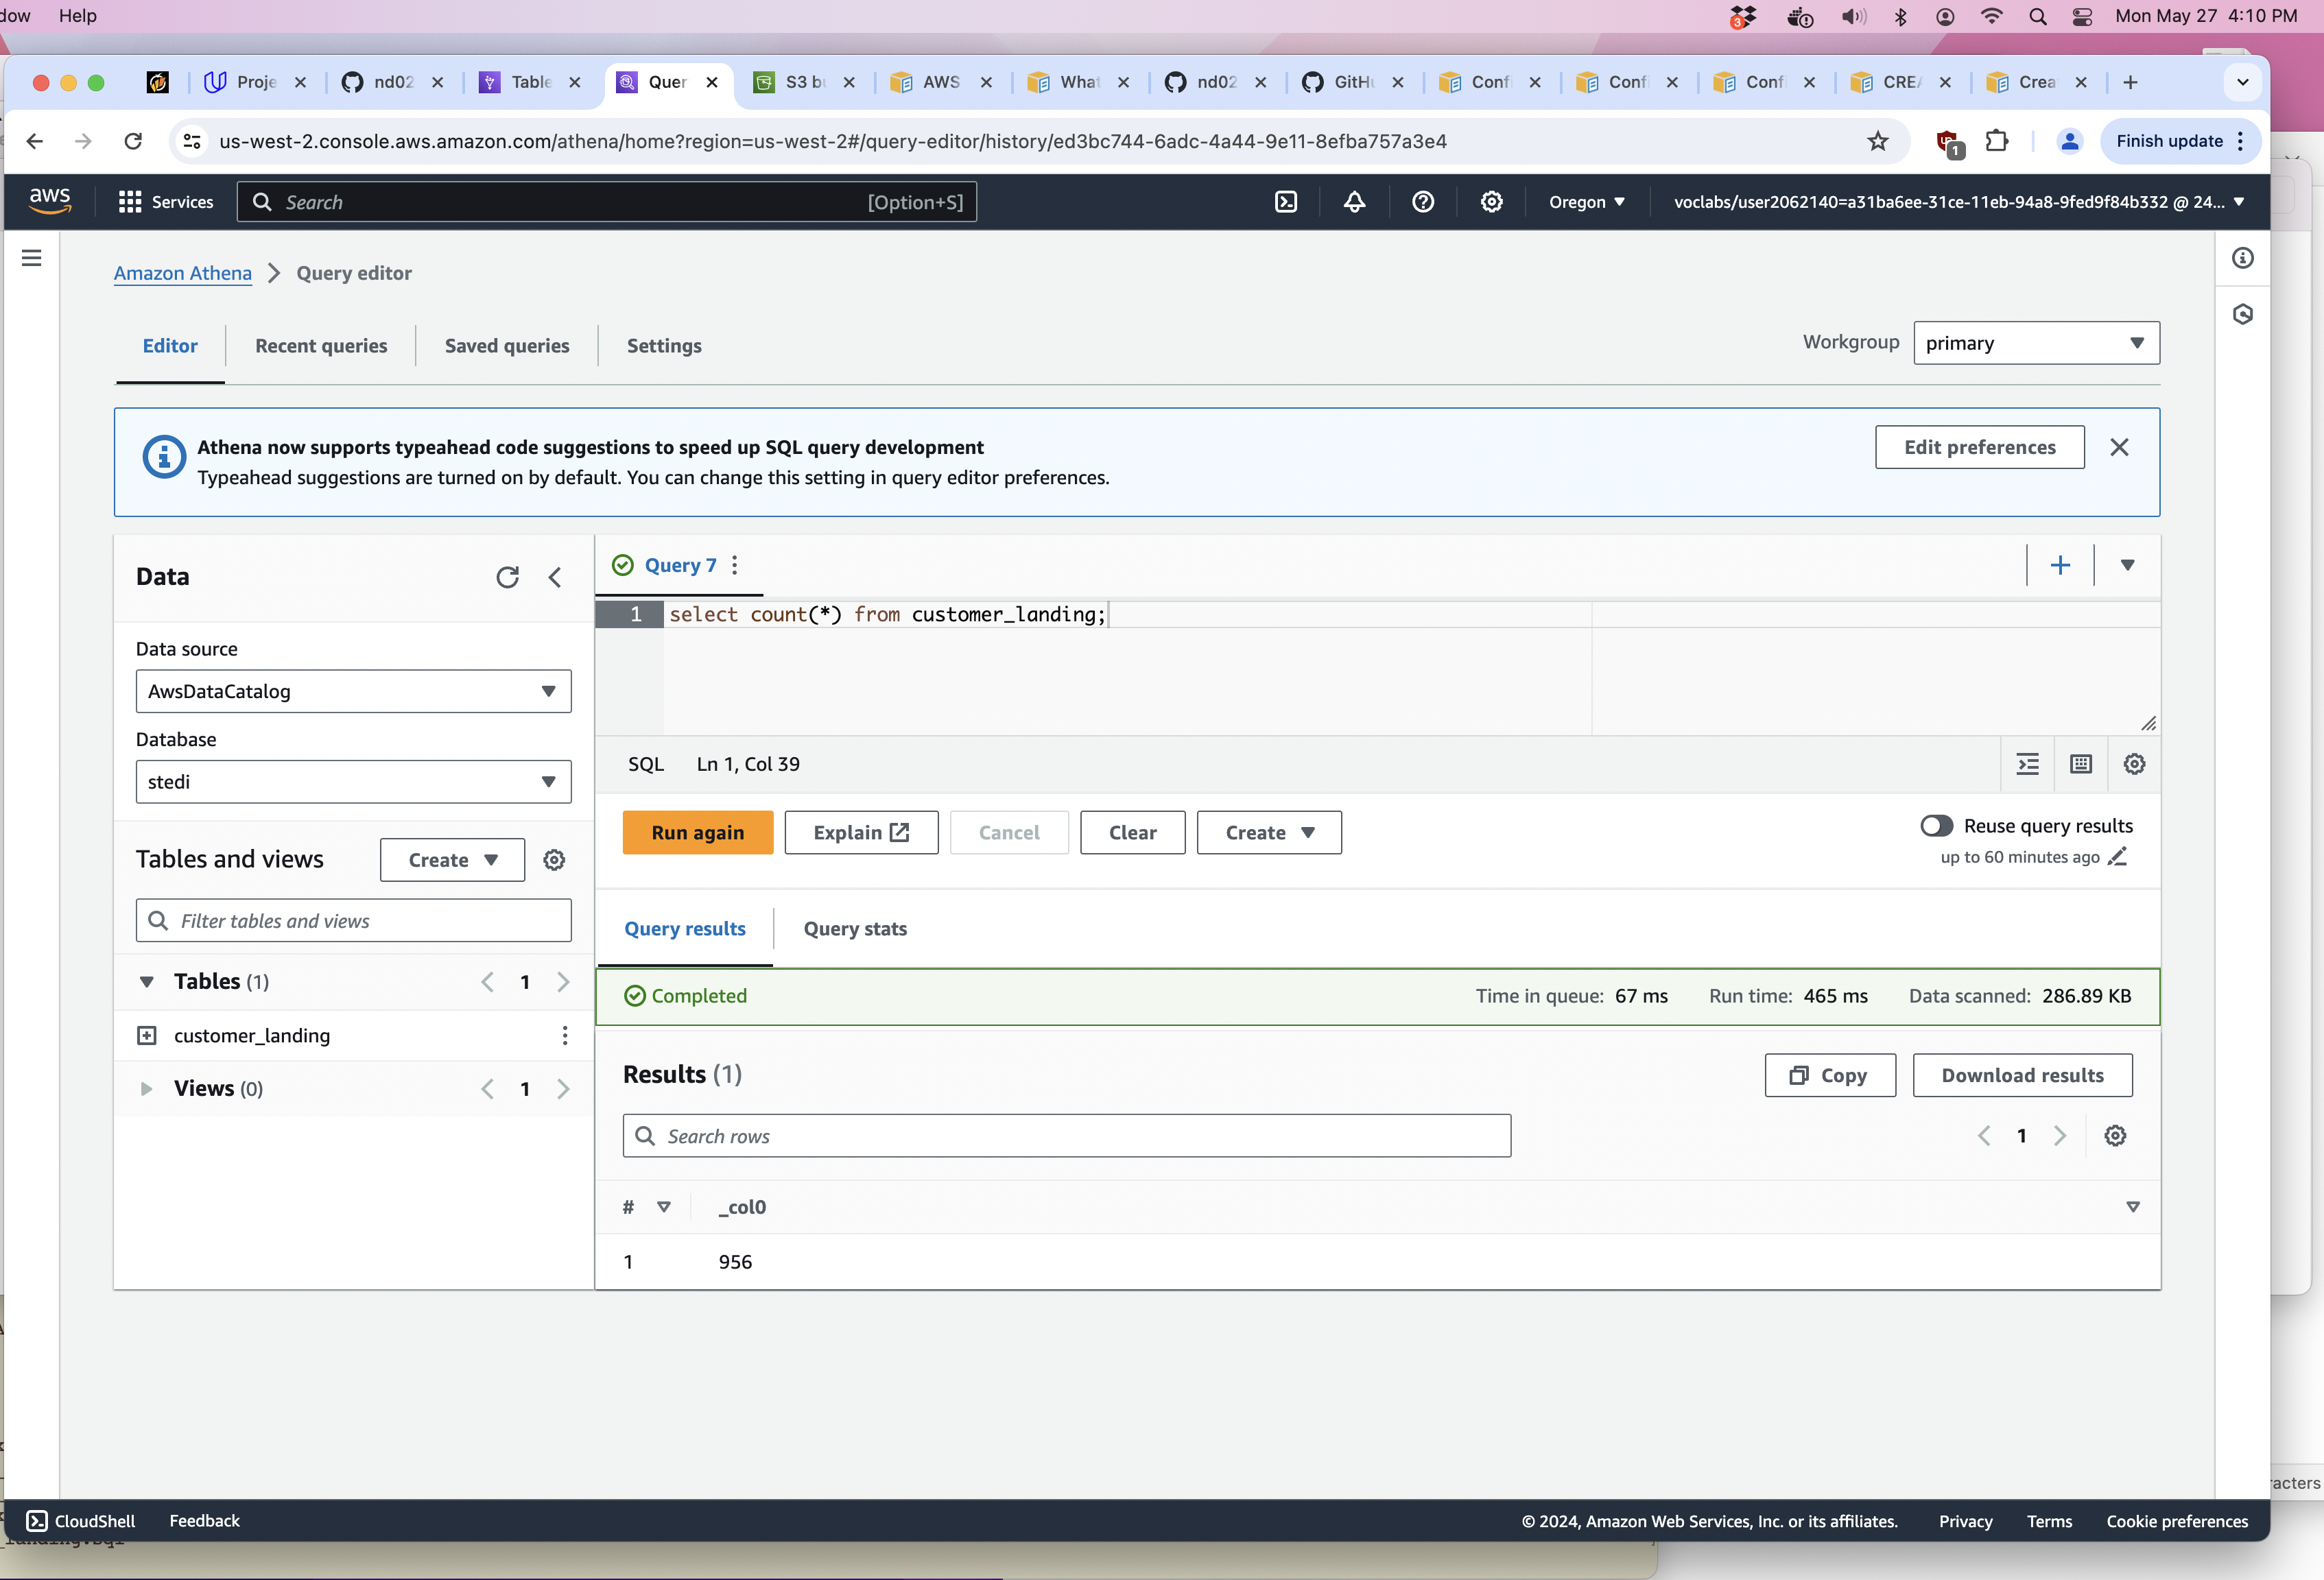 dow Help
3
Mon May 27 4:10 PM
Proje nd02 Table Quer S3 bu AWS What nd02 GitHu Confi Confi Confi CREA Crea
us-west-2.console.aws.amazon.com/athena/home?region=us-west-2#/query-editor/history/ed3bc744-6adc-4a44-9e11-8efba757a3e4
1
Finish update
aws Services Search [Option+S] Oregon voclabs/user2062140=a31ba6ee-31ce-11eb-94a8-9fed9f84b332 @ 24...
Amazon Athena Query editor
Editor Recent queries Saved queries Settings
Workgroup primary
Athena now supports typeahead code suggestions to speed up SQL query development
Typeahead suggestions are turned on by default. You can change this setting in query editor preferences.
Edit preferences
Data
Data source
AwsDataCatalog
Database
stedi
Tables and views Create
Filter tables and views
Tables (1) 1
customer_landing
Views (0) 1
Query 7
1 select count(*) from customer_landing;
SQL Ln 1, Col 39
Run again Explain Cancel Clear Create
Reuse query results
up to 60 minutes ago
Query results Query stats
Completed Time in queue: 67 ms Run time: 465 ms Data scanned: 286.89 KB
Results (1) Copy Download results
Search rows 1
# _col0
1 956
racters
CloudShell Feedback © 2024, Amazon Web Services, Inc. or its affiliates. Privacy Terms Cookie preferences